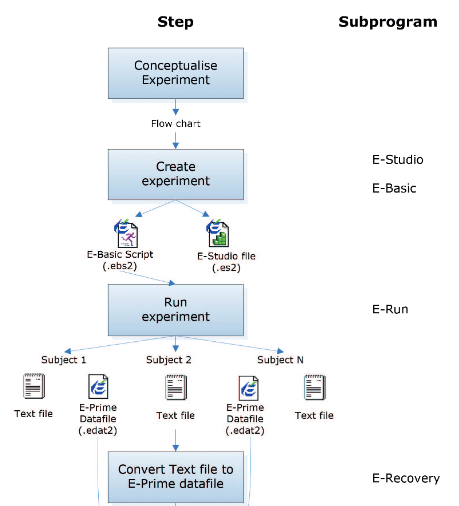 Step
Subprogram
Conceptualise
Experiment
Flow chart
Create
experiment
E-Studio
E-Basic
E-Basic Script
(.ebs2)
E-Studio file
(.es2)
Run
experiment
E-Run
Subject 1
Subject 2
Subject N
Text file
E-Prime
Datafile
(.edat2)
Text file
E-Prime
Datafile
(.edat2)
Text file
Convert Text file to
E-Prime datafile
E-Recovery